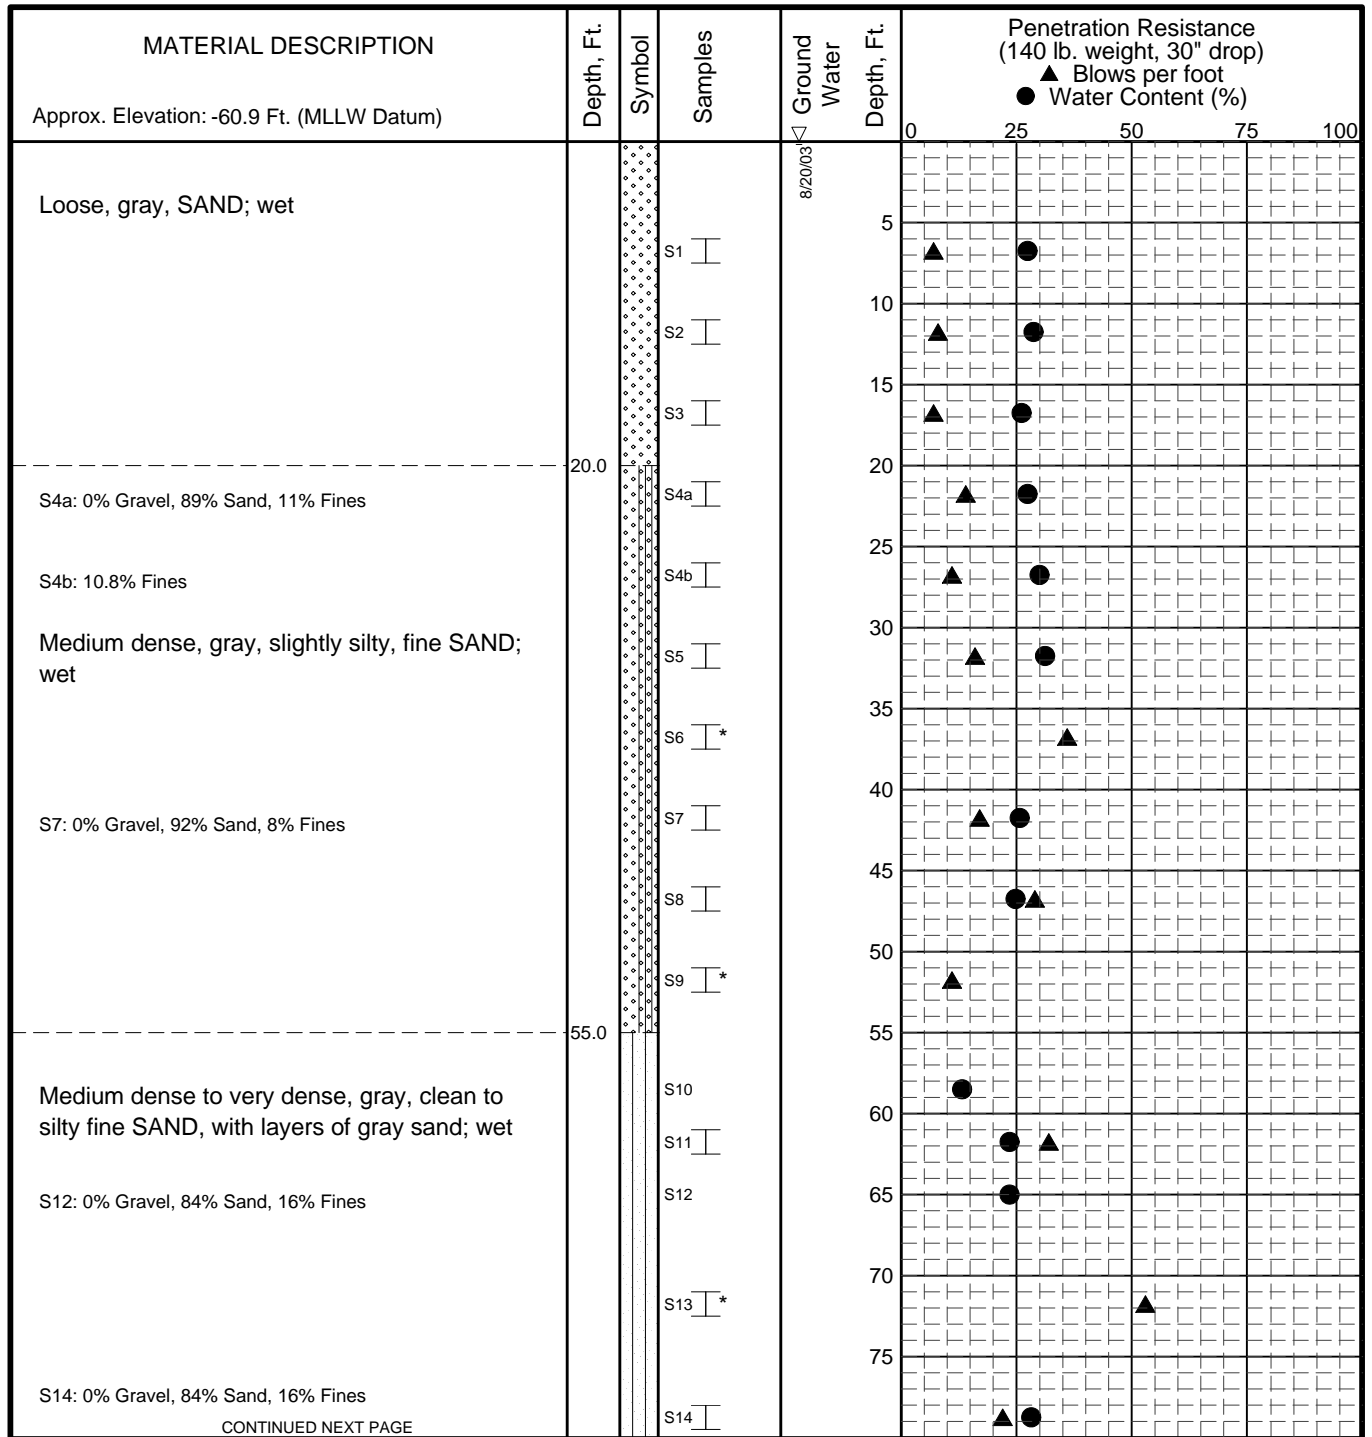 MATERIAL DESCRIPTION
Approx. Elevation: -60.9 Ft. (MLLW Datum)
Depth, Ft.
Symbol
Samples
Ground
Water
Depth, Ft.
Penetration Resistance
(140 lb. weight, 30" drop)
▲ Blows per foot
● Water Content (%)
0 25 50 75 100
8/20/03
Loose, gray, SAND; wet
5
S1
10
S2
15
S3
20.0
20
S4a: 0% Gravel, 89% Sand, 11% Fines
S4a
25
S4b: 10.8% Fines
S4b
30
Medium dense, gray, slightly silty, fine SAND;
wet
S5
35
S6 *
40
S7: 0% Gravel, 92% Sand, 8% Fines
S7
45
S8
50
S9 *
55.0
55
Medium dense to very dense, gray, clean to
silty fine SAND, with layers of gray sand; wet
S10
60
S11
S12: 0% Gravel, 84% Sand, 16% Fines
S12
65
70
S13 *
75
S14: 0% Gravel, 84% Sand, 16% Fines
S14
CONTINUED NEXT PAGE